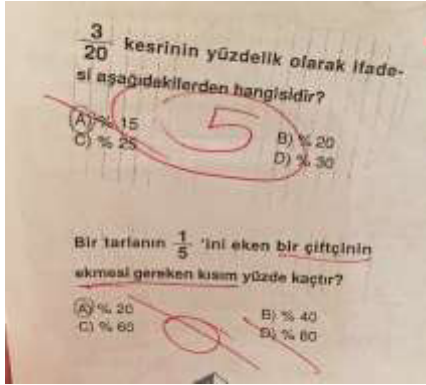 3/20 kesrinin yüzdelik olarak ifade-
si aşağıdakilerden hangisidir?
A) % 15 B) % 20
C) % 25 D) % 30
5
Bir tarlanın 1/5 'ini eken bir çiftçinin
ekmesi gereken kısım yüzde kaçtır?
A) % 20 B) % 40
C) % 60 D) % 80